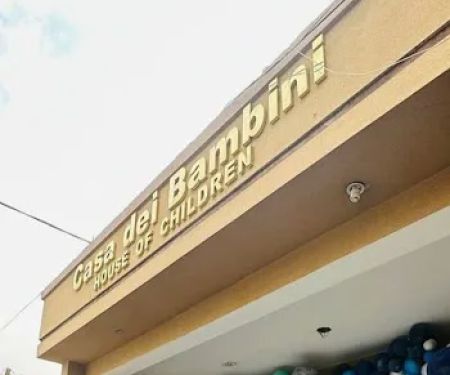 Casa dei Bambini
HOUSE OF CHILDREN